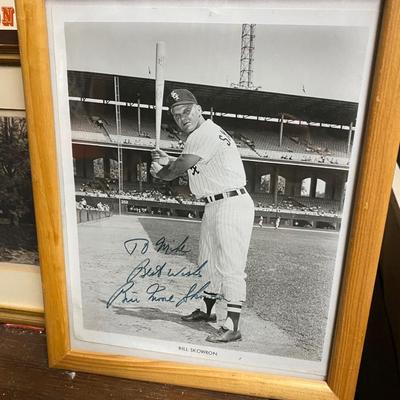 To Mike
Best Wishes
Bill "Moose" Skowron
BILL SKOWRON